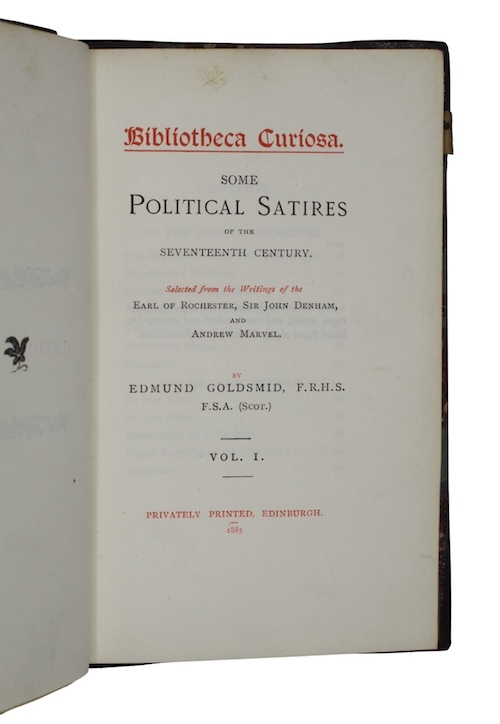 Bibliotheca Curiosa.
SOME
POLITICAL SATIRES
OF THE
SEVENTEENTH CENTURY.
Selected from the Writings of the
EARL OF ROCHESTER, SIR JOHN DENHAM,
AND
ANDREW MARVEL.
BY
EDMUND GOLDSMID, F.R.H.S.
F.S.A. (SCOT.)
VOL. I.
PRIVATELY PRINTED, EDINBURGH.
1885